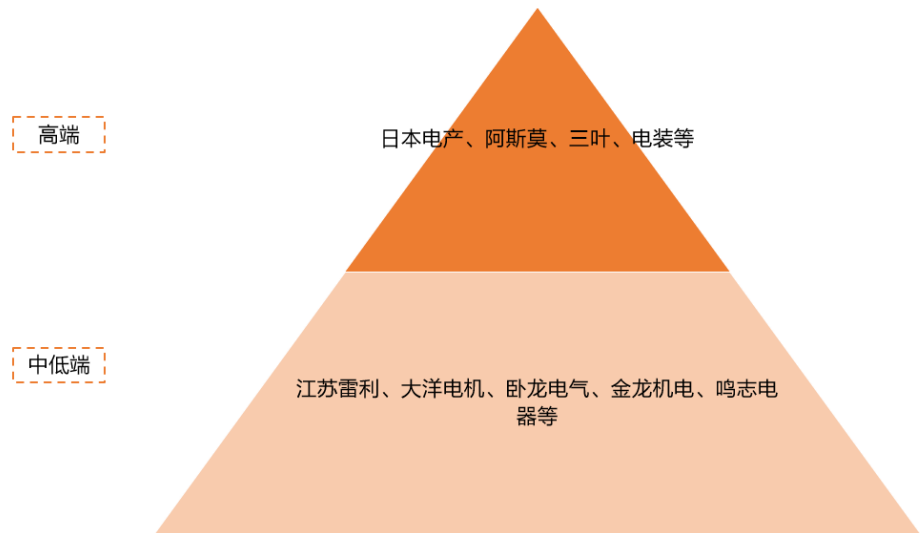 高端
日本电产、阿斯莫、三叶、电装等
中低端
江苏雷利、大洋电机、卧龙电气、金龙机电、鸣志电
器等